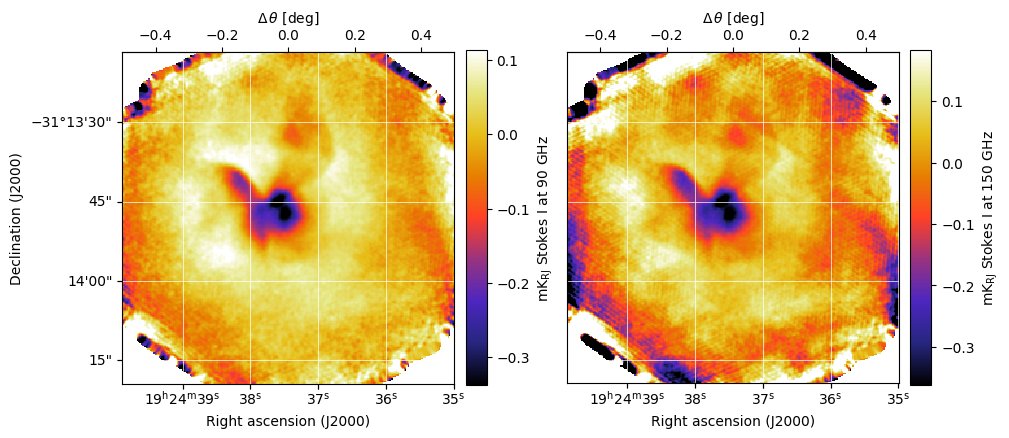 Δθ [deg]
−0.4 −0.2 0.0 0.2 0.4
Declination (J2000)
−31°13'30"
45"
14'00"
15"
19ʰ24ᵐ39ˢ 38ˢ 37ˢ 36ˢ 35ˢ
Right ascension (J2000)
0.1
0.0
−0.1
−0.2
−0.3
mK_RJ Stokes I at 90 GHz
Δθ [deg]
−0.4 −0.2 0.0 0.2 0.4
19ʰ24ᵐ39ˢ 38ˢ 37ˢ 36ˢ 35ˢ
Right ascension (J2000)
0.1
0.0
−0.1
−0.2
−0.3
mK_RJ Stokes I at 150 GHz